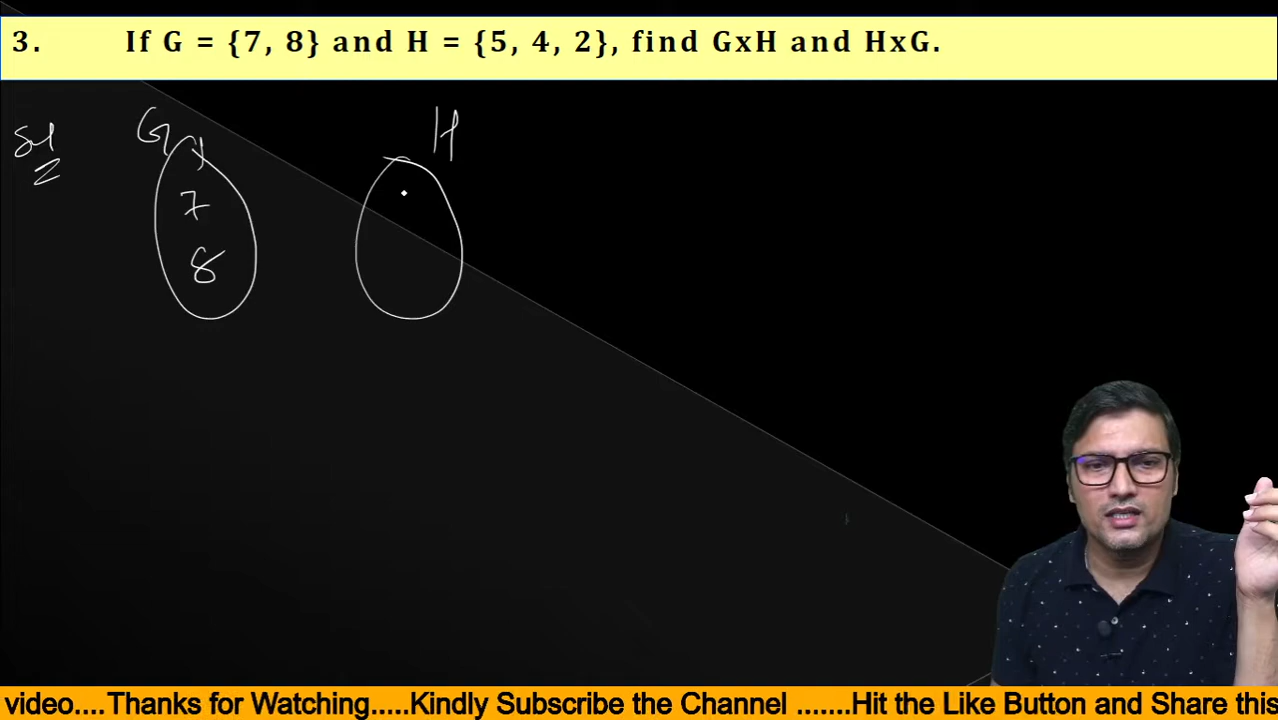 3. If G = {7, 8} and H = {5, 4, 2}, find GxH and HxG.
Sol G H
7
8
video....Thanks for Watching.....Kindly Subscribe the Channel .......Hit the Like Button and Share this